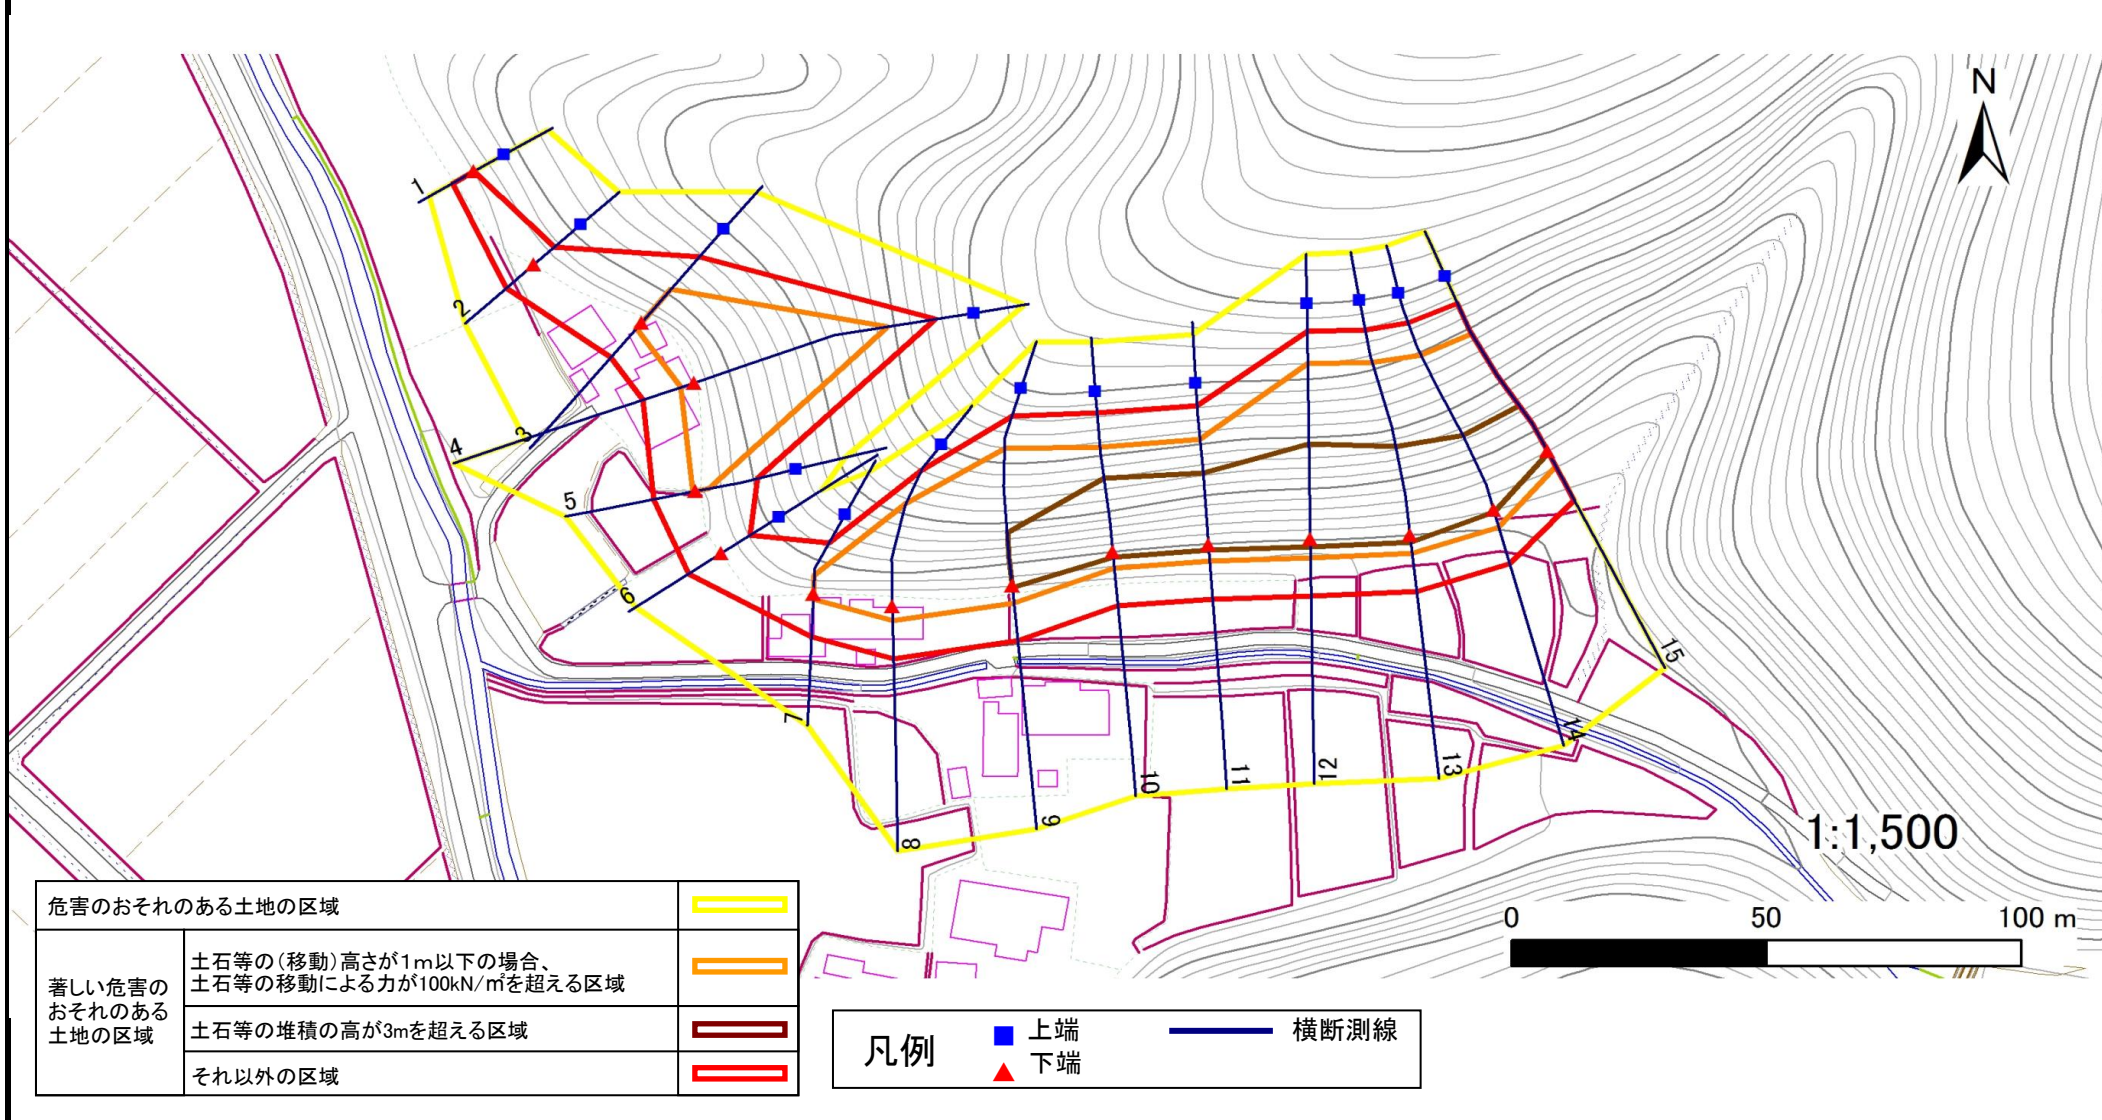 N
1
2
3
4
5
6
7
8
9
10
11
12
13
14
15
1:1,500
0 50 100 m
危害のおそれのある土地の区域
著しい危害の
おそれのある
土地の区域
土石等の(移動)高さが1m以下の場合、
土石等の移動による力が100kN/㎡を超える区域
土石等の堆積の高が3mを超える区域
それ以外の区域
凡例
上端
下端
横断測線